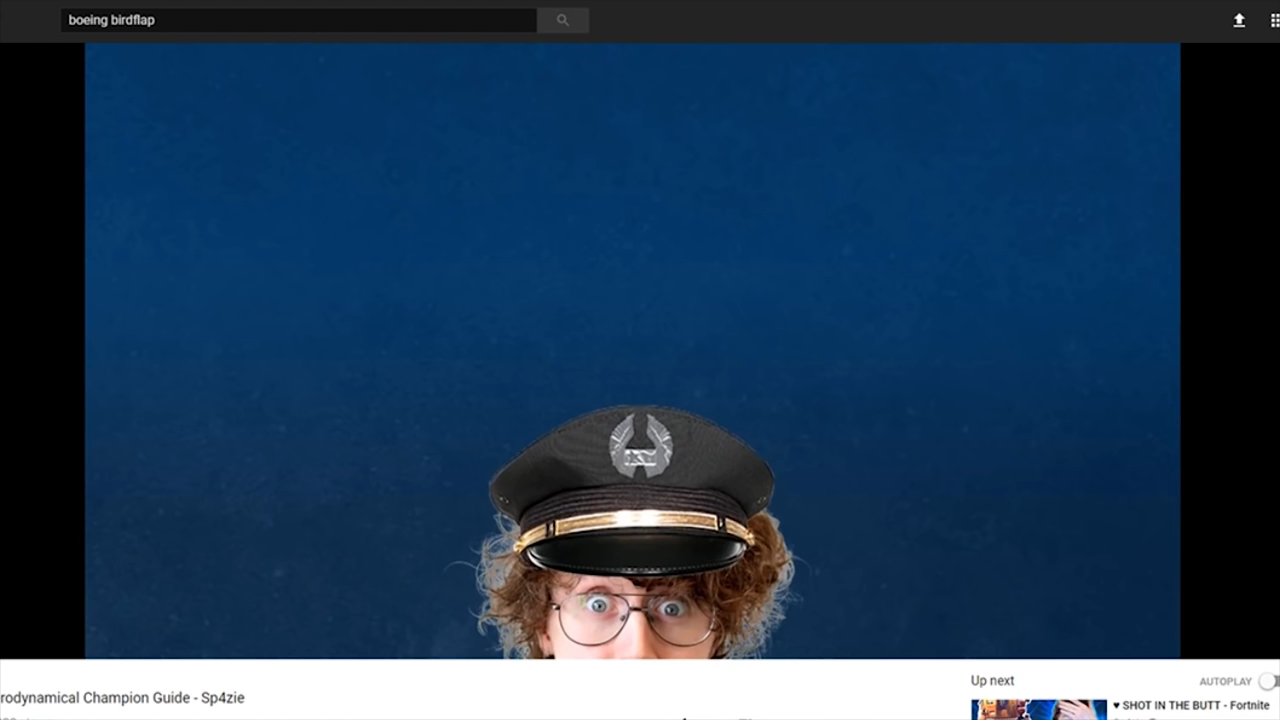 boeing birdflap
rodynamical Champion Guide - Sp4zie
Up next
AUTOPLAY
♥ SHOT IN THE BUTT - Fortnite